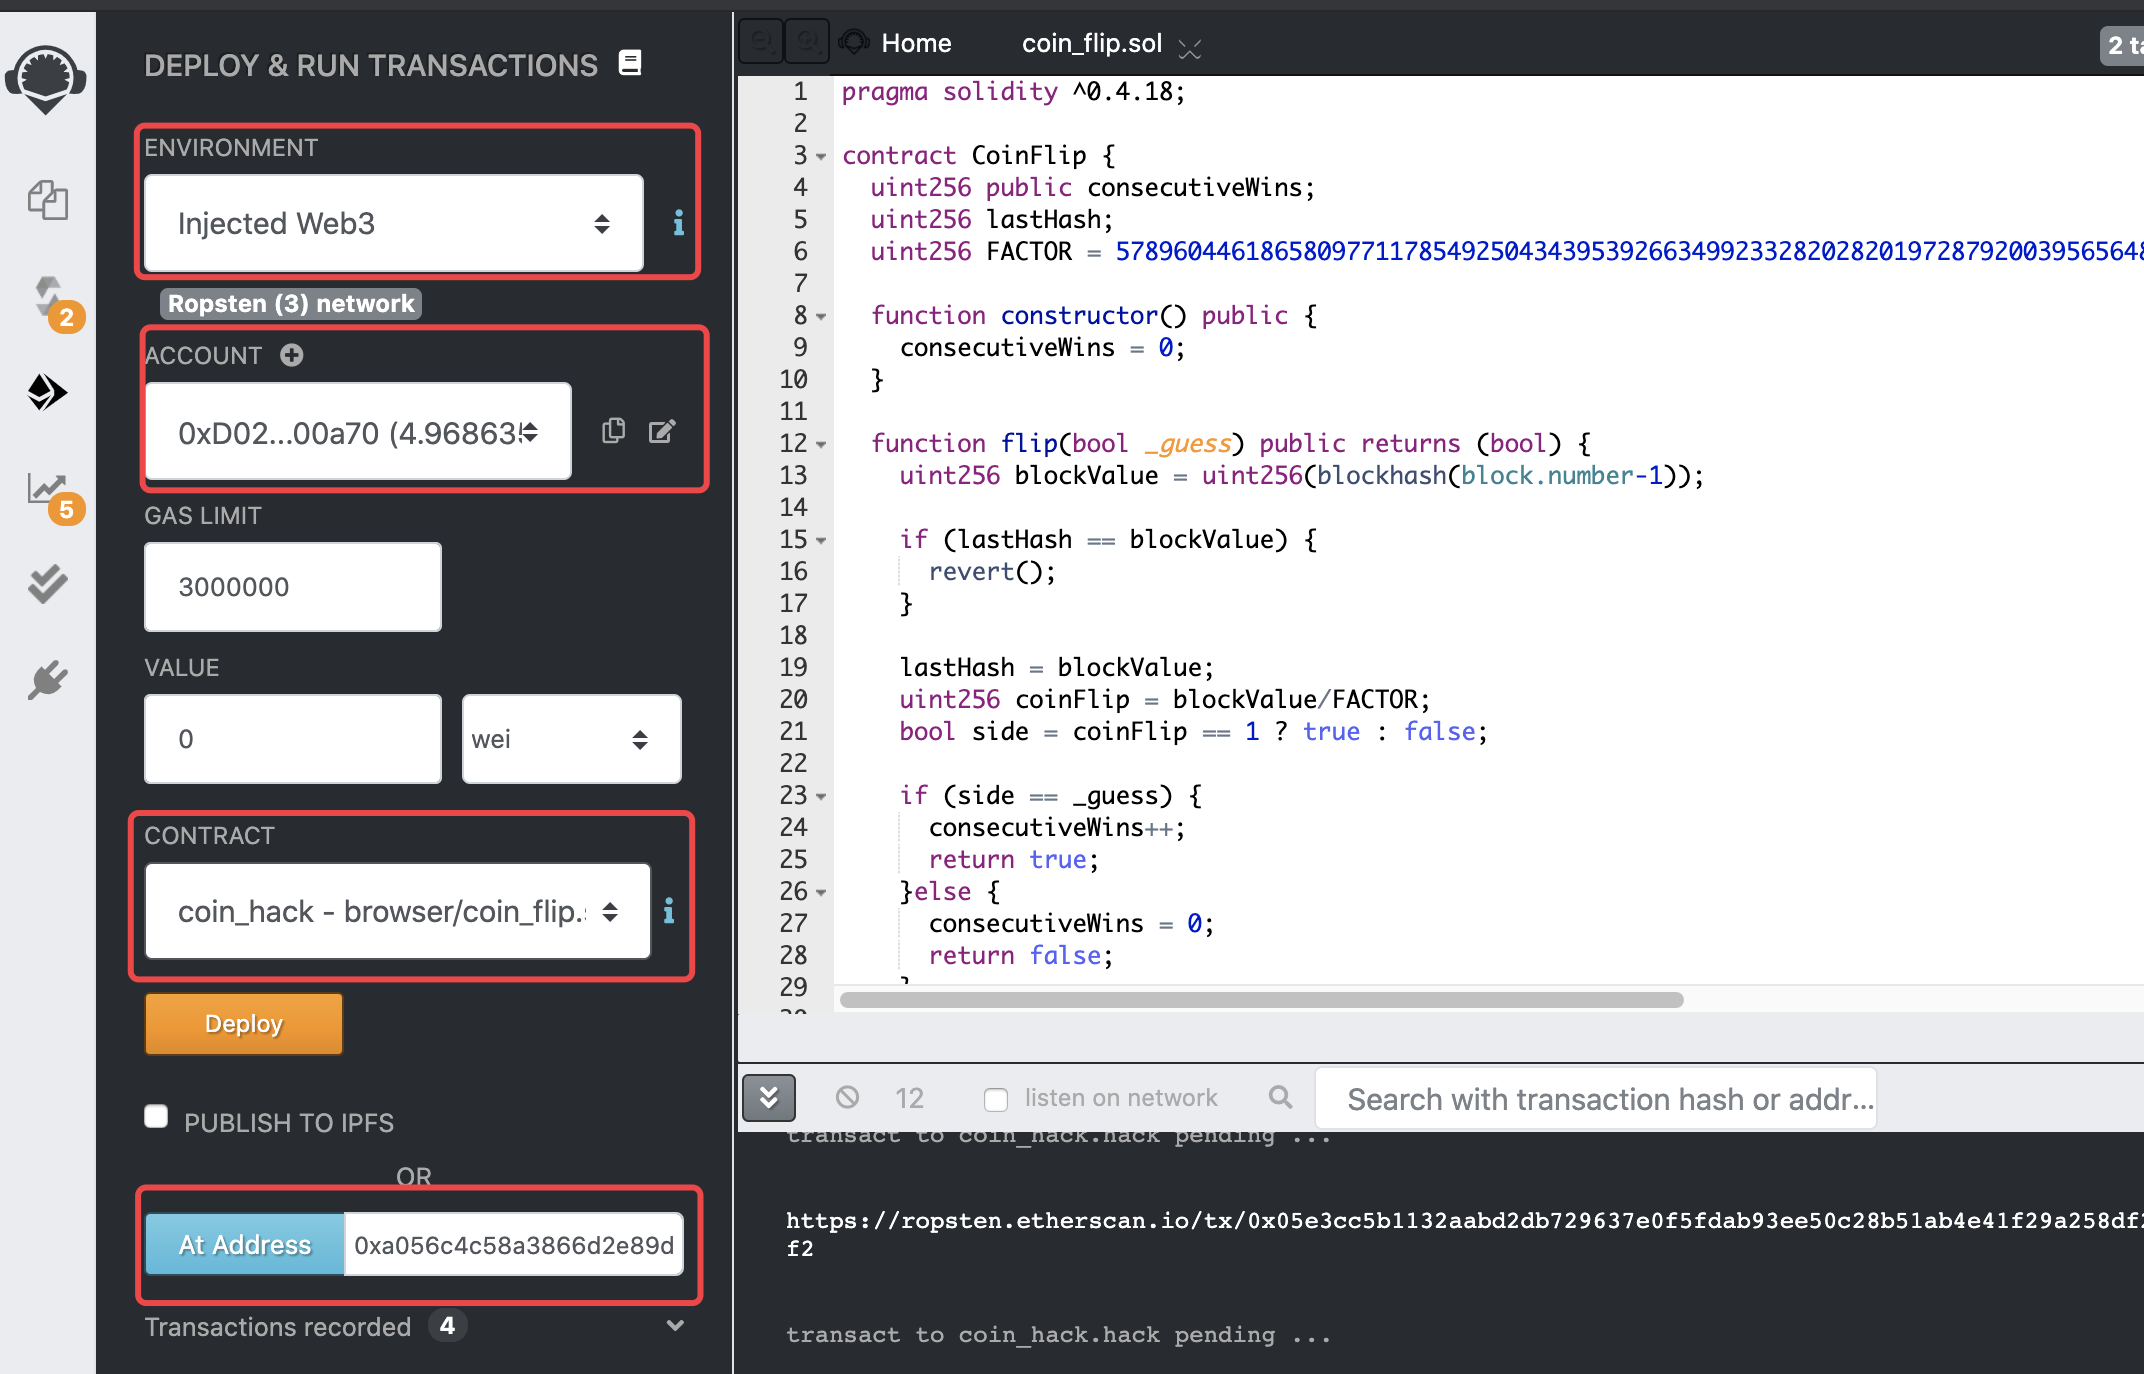 DEPLOY & RUN TRANSACTIONS
ENVIRONMENT
Injected Web3
Ropsten (3) network
ACCOUNT
0xD02...00a70 (4.968635
GAS LIMIT
3000000
VALUE
0
wei
CONTRACT
coin_hack - browser/coin_flip.s
Deploy
PUBLISH TO IPFS
OR
At Address
0xa056c4c58a3866d2e89d
Transactions recorded 4
2
5
Home
coin_flip.sol
2 ta
1 pragma solidity ^0.4.18;
2
3 contract CoinFlip {
4 uint256 public consecutiveWins;
5 uint256 lastHash;
6 uint256 FACTOR = 57896044618658097711785492504343953926634992332820282019728792003956564
7
8 function constructor() public {
9 consecutiveWins = 0;
10 }
11
12 function flip(bool _guess) public returns (bool) {
13 uint256 blockValue = uint256(blockhash(block.number-1));
14
15 if (lastHash == blockValue) {
16 revert();
17 }
18
19 lastHash = blockValue;
20 uint256 coinFlip = blockValue/FACTOR;
21 bool side = coinFlip == 1 ? true : false;
22
23 if (side == _guess) {
24 consecutiveWins++;
25 return true;
26 }else {
27 consecutiveWins = 0;
28 return false;
29 }
30
12
listen on network
Search with transaction hash or addr...
transact to coin_hack.hack pending ...
https://ropsten.etherscan.io/tx/0x05e3cc5b1132aabd2db729637e0f5fdab93ee50c28b51ab4e41f29a258df2
f2
transact to coin_hack.hack pending ...